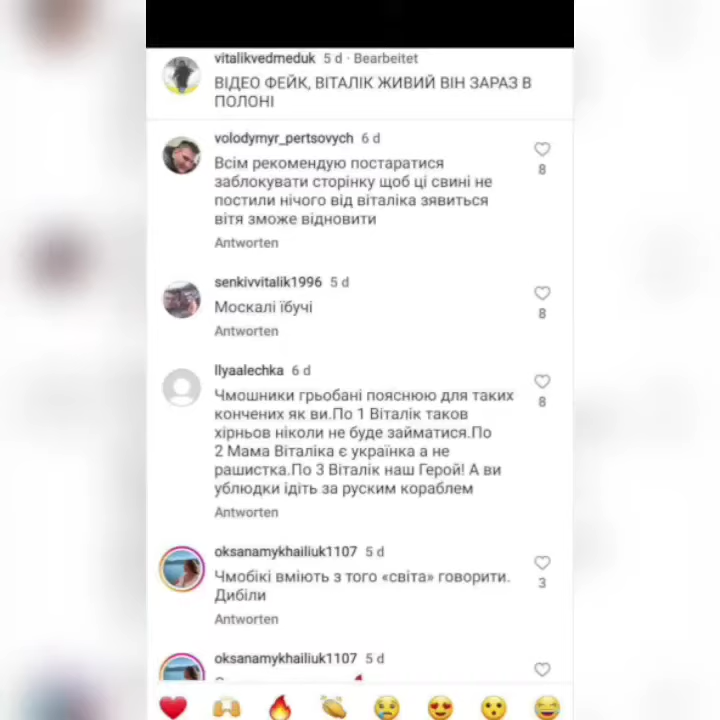 vitalikvedmeduk 5 d · Bearbeitet
ВІДЕО ФЕЙК, ВІТАЛІК ЖИВИЙ ВІН ЗАРАЗ В
ПОЛОНІ
volodymyr_pertsovych 6 d
Всім рекомендую постаратися
заблокувати сторінку щоб ці свині не
постили нічого від віталіка зявиться
вітя зможе відновити
8
Antworten
senkivvitalik1996 5 d
Москалі їбучі
8
Antworten
llyaalechka 6 d
Чмошники грьобані пояснюю для таких
кончених як ви.По 1 Віталік таков
хірньов ніколи не буде займатися.По
2 Мама Віталіка є українка а не
рашистка.По 3 Віталік наш Герой! А ви
ублюдки ідіть за руским кораблем
8
Antworten
oksanamykhailiuk1107 5 d
Чмобікі вміють з того «світа» говорити.
Дибіли
3
Antworten
oksanamykhailiuk1107 5 d